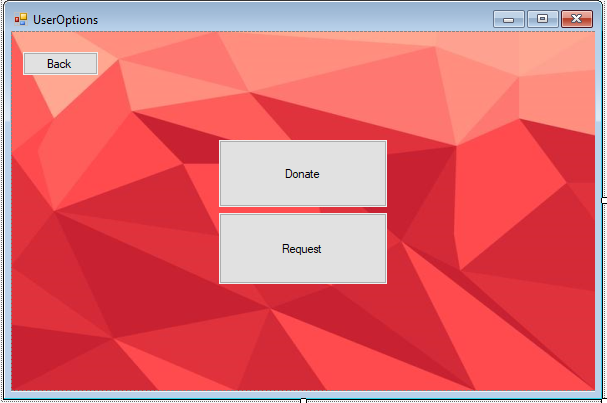 UserOptions
Back
Donate
Request